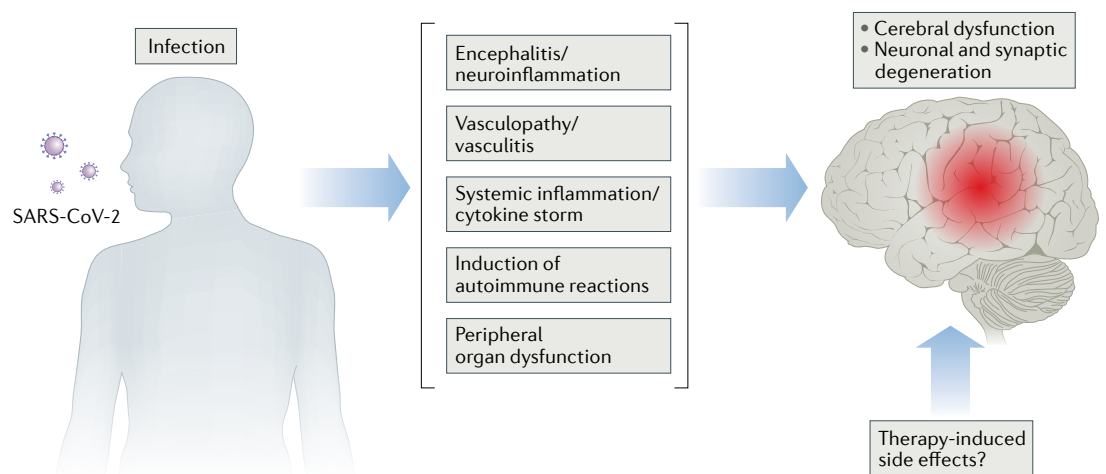 Infection
SARS-CoV-2
Encephalitis/
neuroinflammation
Vasculopathy/
vasculitis
Systemic inflammation/
cytokine storm
Induction of
autoimmune reactions
Peripheral
organ dysfunction
• Cerebral dysfunction
• Neuronal and synaptic
degeneration
Therapy-induced
side effects?